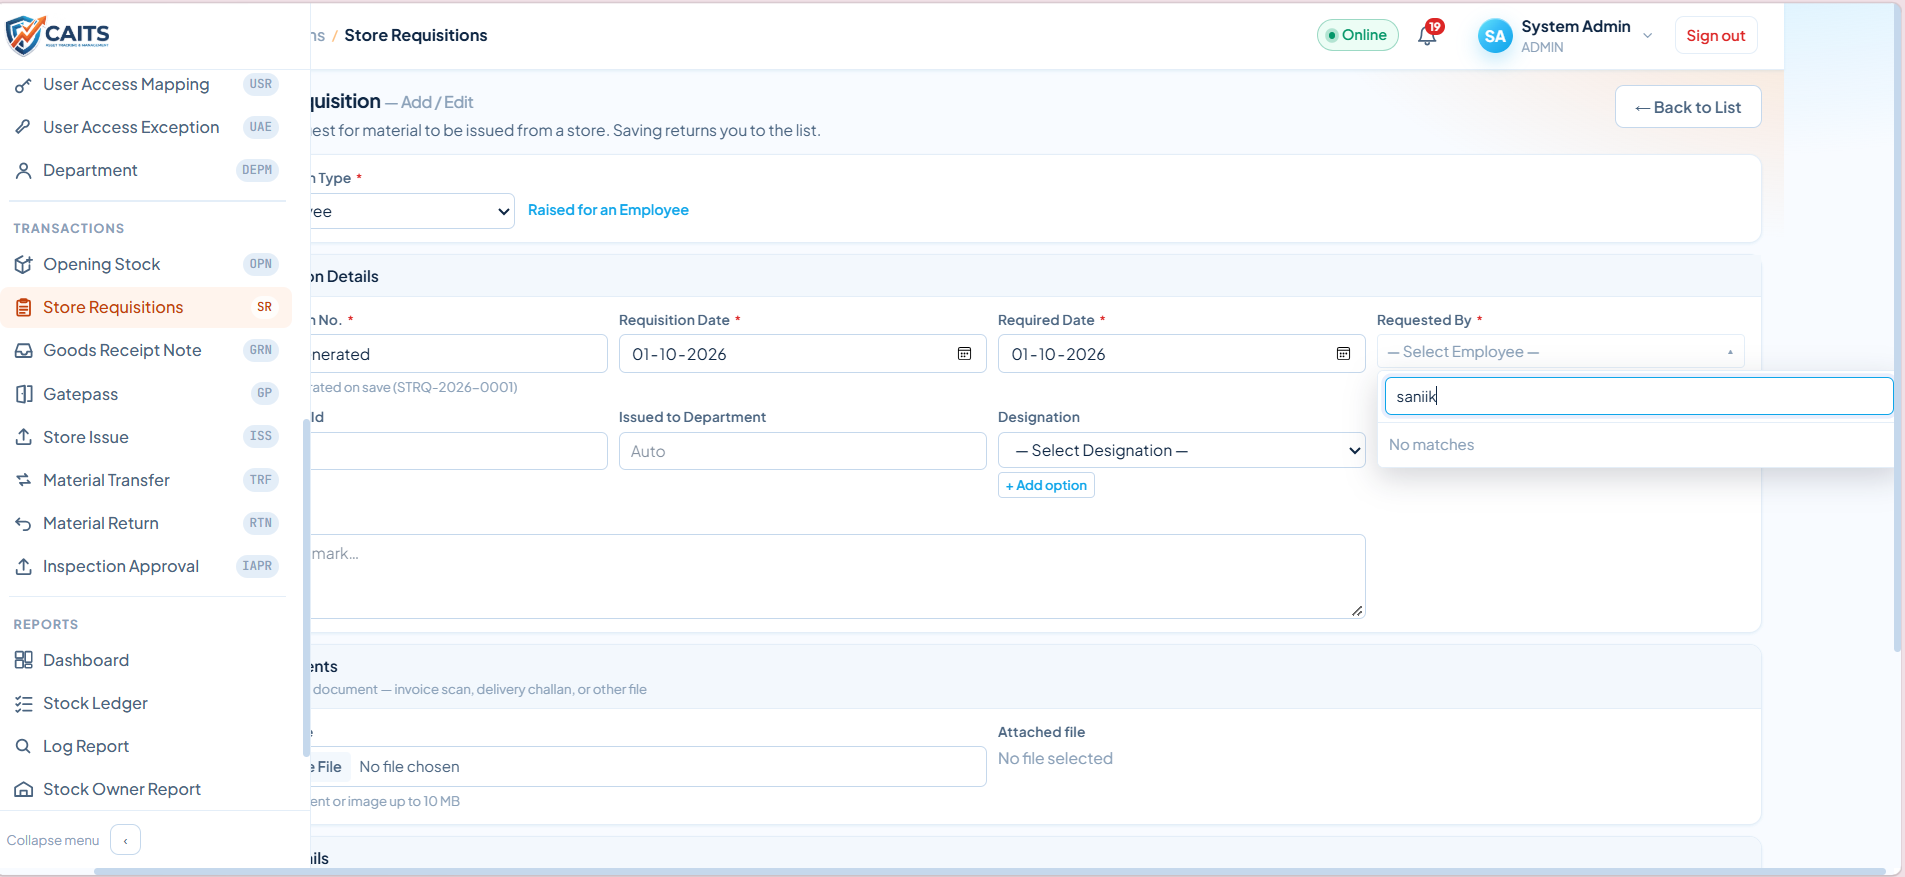 CAITS
ASSET TRACKING & MANAGEMENT
ns / Store Requisitions
Online
19
SA
System Admin
ADMIN
Sign out
User Access Mapping USR
User Access Exception UAE
Department DEPM
TRANSACTIONS
Opening Stock OPN
Store Requisitions SR
Goods Receipt Note GRN
Gatepass GP
Store Issue ISS
Material Transfer TRF
Material Return RTN
Inspection Approval IAPR
REPORTS
Dashboard
Stock Ledger
Log Report
Stock Owner Report
Collapse menu ‹
quisition — Add / Edit
← Back to List
est for material to be issued from a store. Saving returns you to the list.
n Type *
ee
Raised for an Employee
on Details
n No. *
Requisition Date *
Required Date *
Requested By *
nerated
01-10-2026
01-10-2026
— Select Employee —
rated on save (STRQ-2026-0001)
saniik
No matches
Id
Issued to Department
Designation
Auto
— Select Designation —
+ Add option
mark...
ents
document — invoice scan, delivery challan, or other file
e
Attached file
e File No file chosen
No file selected
ent or image up to 10 MB
ils